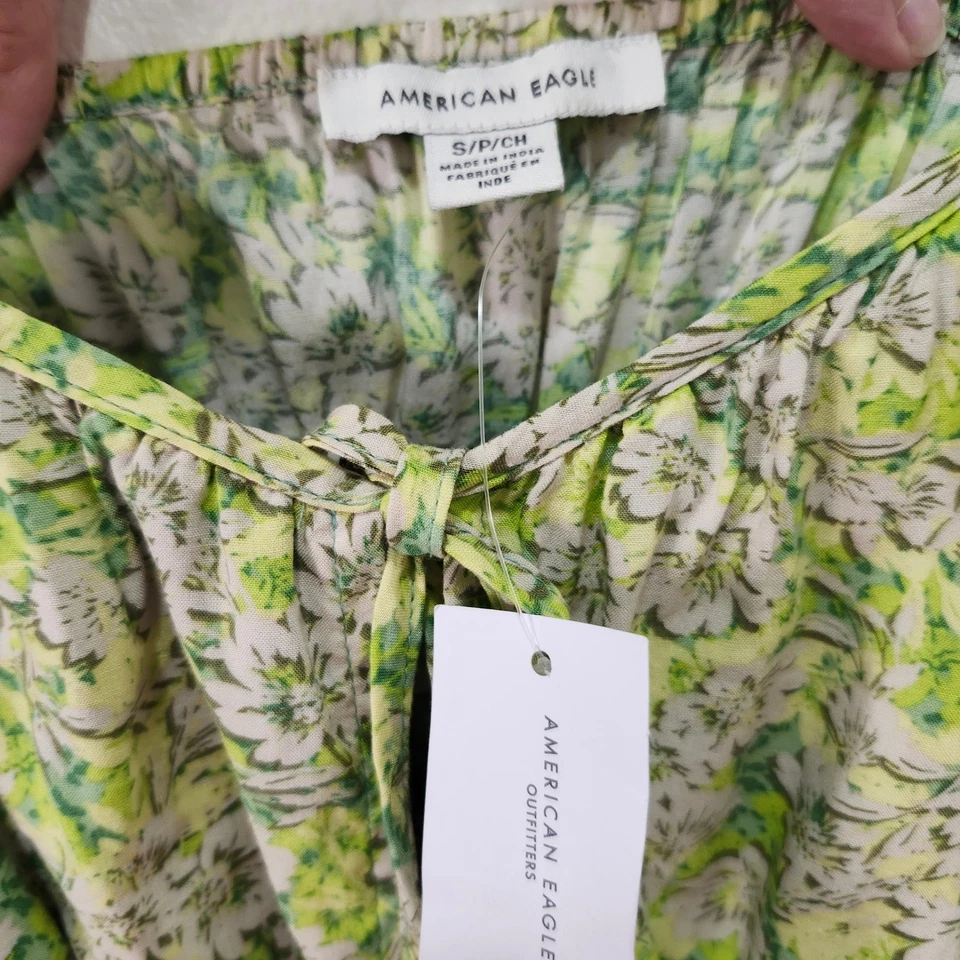 AMERICAN EAGLE
S/P/CH
MADE IN INDIA
FABRIQUÉ EN
INDE
AMERICAN EAGLE
OUTFITTERS